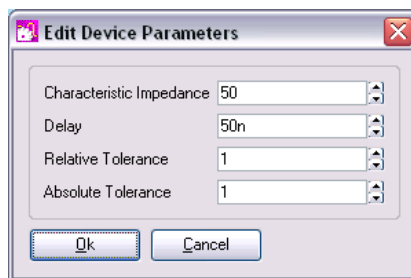 Edit Device Parameters
Characteristic Impedance 50
Delay 50n
Relative Tolerance 1
Absolute Tolerance 1
Ok Cancel